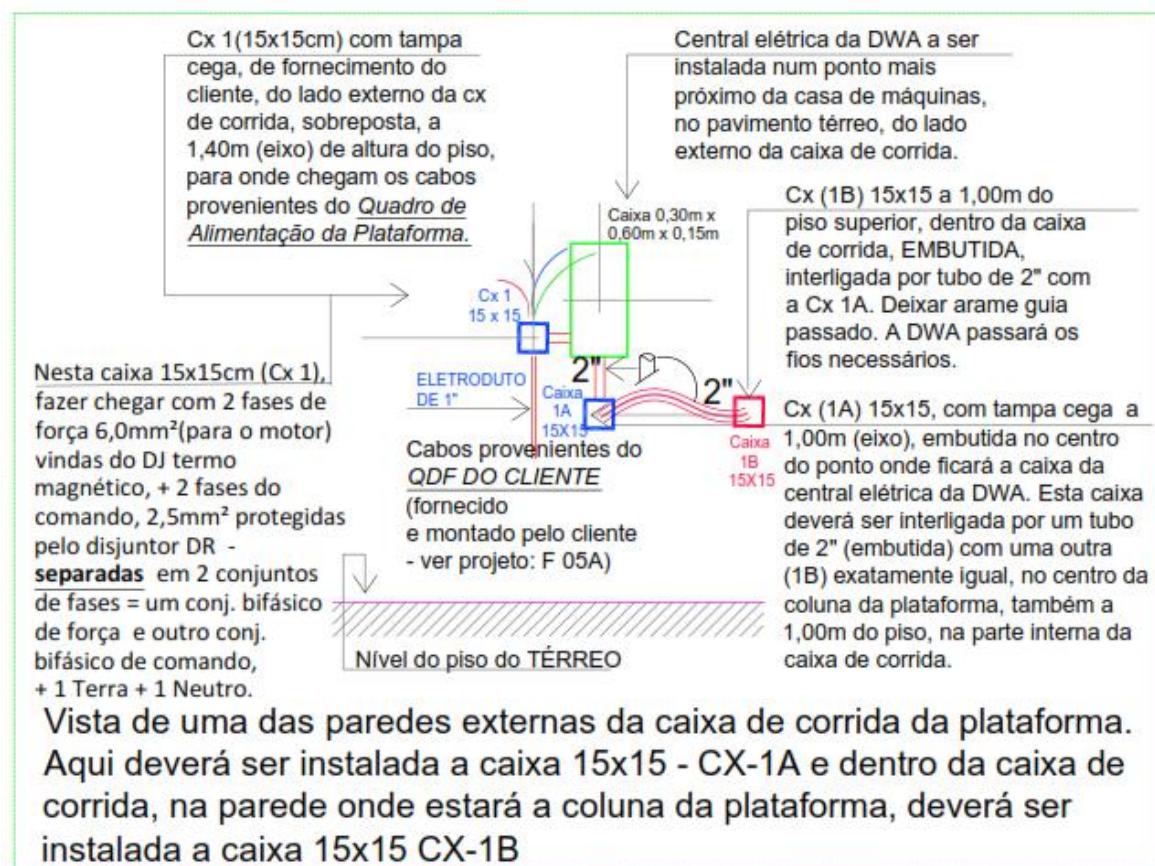 Cx 1(15x15cm) com tampa
cega, de fornecimento do
cliente, do lado externo da cx
de corrida, sobreposta, a
1,40m (eixo) de altura do piso,
para onde chegam os cabos
provenientes do Quadro de
Alimentação da Plataforma.
Central elétrica da DWA a ser
instalada num ponto mais
próximo da casa de máquinas,
no pavimento térreo, do lado
externo da caixa de corrida.
Caixa 0,30m x
0,60m x 0,15m
Cx (1B) 15x15 a 1,00m do
piso superior, dentro da caixa
de corrida, EMBUTIDA,
interligada por tubo de 2" com
a Cx 1A. Deixar arame guia
passado. A DWA passará os
fios necessários.
Cx 1
15 x 15
2"
2"
ELETRODUTO
DE 1"
Caixa
1A
15X15
Caixa
1B
15X15
Nesta caixa 15x15cm (Cx 1),
fazer chegar com 2 fases de
força 6,0mm²(para o motor)
vindas do DJ termo
magnético, + 2 fases do
comando, 2,5mm² protegidas
pelo disjuntor DR -
separadas em 2 conjuntos
de fases = um conj. bifásico
de força e outro conj.
bifásico de comando,
+ 1 Terra + 1 Neutro.
Cabos provenientes do
QDF DO CLIENTE
(fornecido
e montado pelo cliente
- ver projeto: F 05A)
Cx (1A) 15x15, com tampa cega a
1,00m (eixo), embutida no centro
do ponto onde ficará a caixa da
central elétrica da DWA. Esta caixa
deverá ser interligada por um tubo
de 2" (embutida) com uma outra
(1B) exatamente igual, no centro da
coluna da plataforma, também a
1,00m do piso, na parte interna da
caixa de corrida.
Nível do piso do TÉRREO
Vista de uma das paredes externas da caixa de corrida da plataforma.
Aqui deverá ser instalada a caixa 15x15 - CX-1A e dentro da caixa de
corrida, na parede onde estará a coluna da plataforma, deverá ser
instalada a caixa 15x15 CX-1B